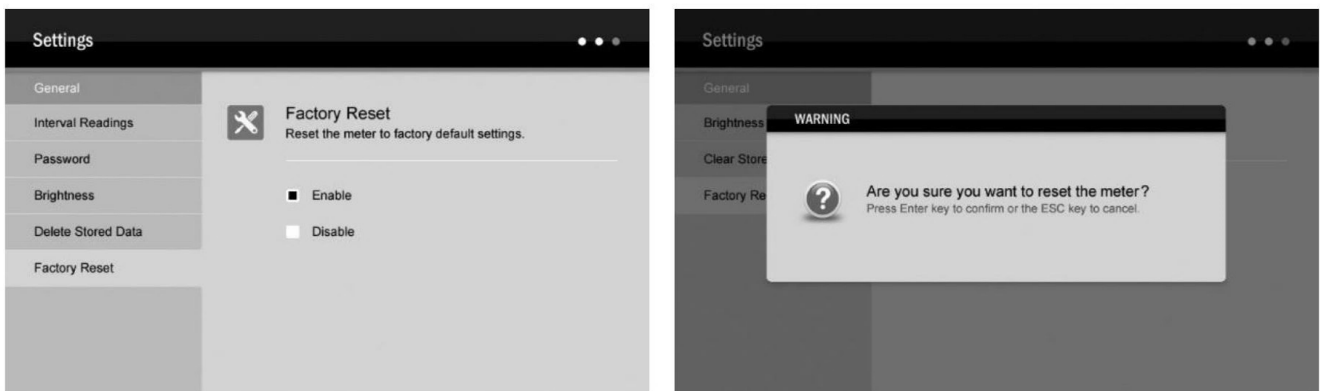 Settings
General
Interval Readings
Password
Brightness
Delete Stored Data
Factory Reset
Factory Reset
Reset the meter to factory default settings.
Enable
Disable
Settings
General
Brightness
Clear Store
Factory Re
WARNING
Are you sure you want to reset the meter?
Press Enter key to confirm or the ESC key to cancel.